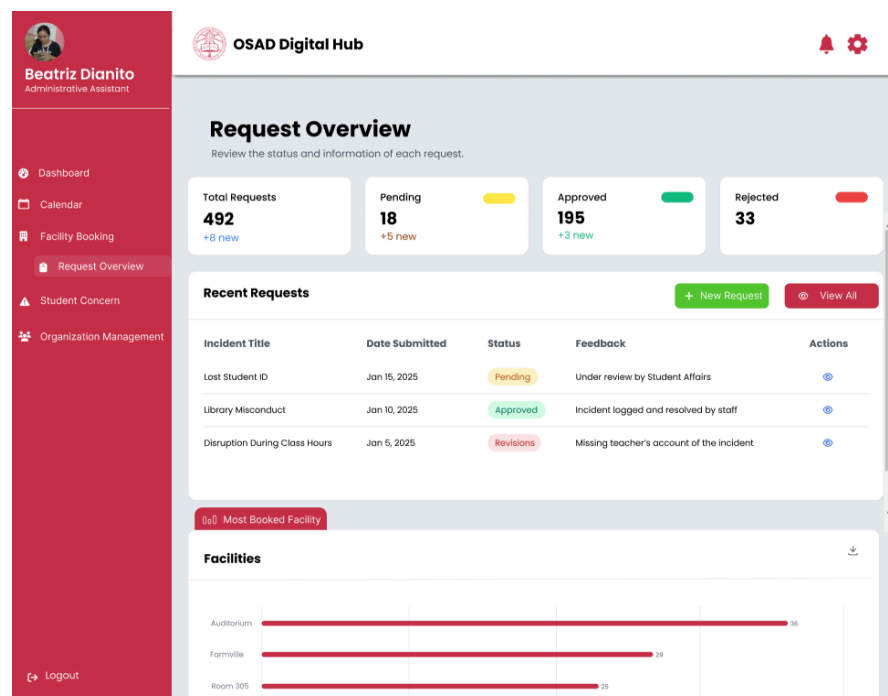 Beatriz Dianito
Administrative Assistant
Dashboard
Calendar
Facility Booking
Request Overview
Student Concern
Organization Management
Logout
OSAD Digital Hub
Request Overview
Review the status and information of each request.
Total Requests
492
+8 new
Pending
18
+5 new
Approved
195
+3 new
Rejected
33
Recent Requests
+ New Request
View All
Incident Title Date Submitted Status Feedback Actions
Lost Student ID Jan 15, 2025 Pending Under review by Student Affairs
Library Misconduct Jan 10, 2025 Approved Incident logged and resolved by staff
Disruption During Class Hours Jan 5, 2025 Revisions Missing teacher's account of the incident
Most Booked Facility
Facilities
Auditorium 36
Farmville 29
Room 305 25